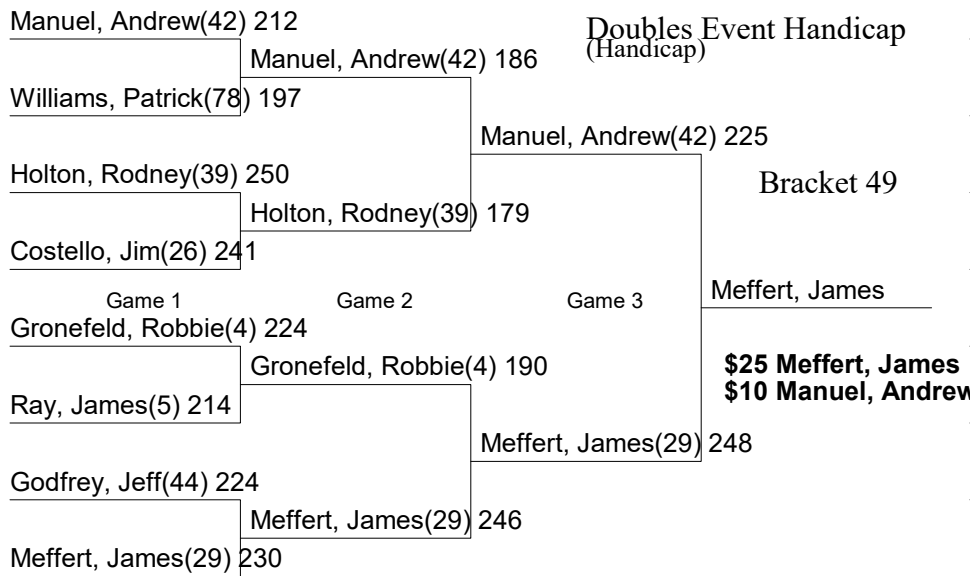 Manuel, Andrew(42) 212
Doubles Event Handicap
(Handicap)
Manuel, Andrew(42) 186
Williams, Patrick(78) 197
Manuel, Andrew(42) 225
Holton, Rodney(39) 250
Bracket 49
Holton, Rodney(39) 179
Costello, Jim(26) 241
Meffert, James
Game 1
Game 2
Game 3
Gronefeld, Robbie(4) 224
Gronefeld, Robbie(4) 190
$25 Meffert, James
$10 Manuel, Andrew
Ray, James(5) 214
Meffert, James(29) 248
Godfrey, Jeff(44) 224
Meffert, James(29) 246
Meffert, James(29) 230